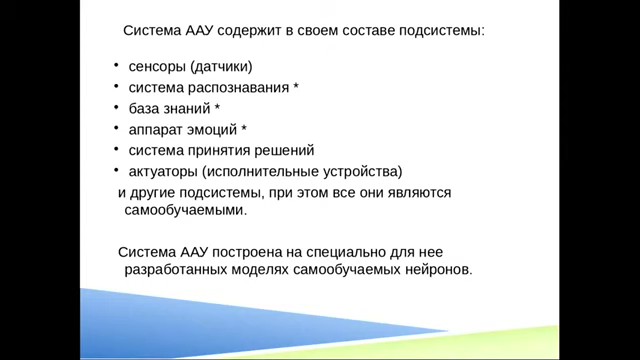 Система ААУ содержит в своем составе подсистемы:
• сенсоры (датчики)
• система распознавания *
• база знаний *
• аппарат эмоций *
• система принятия решений
• актуаторы (исполнительные устройства)
и другие подсистемы, при этом все они являются
самообучаемыми.
Система ААУ построена на специально для нее
разработанных моделях самообучаемых нейронов.